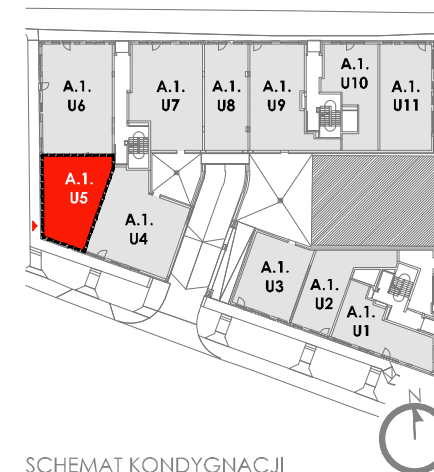 A.1.
U6
A.1.
U7
A.1.
U8
A.1.
U9
A.1.
U10
A.1.
U11
A.1.
U5
A.1.
U4
A.1.
U3
A.1.
U2
A.1.
U1
N
SCHEMAT KONDYGNACJI